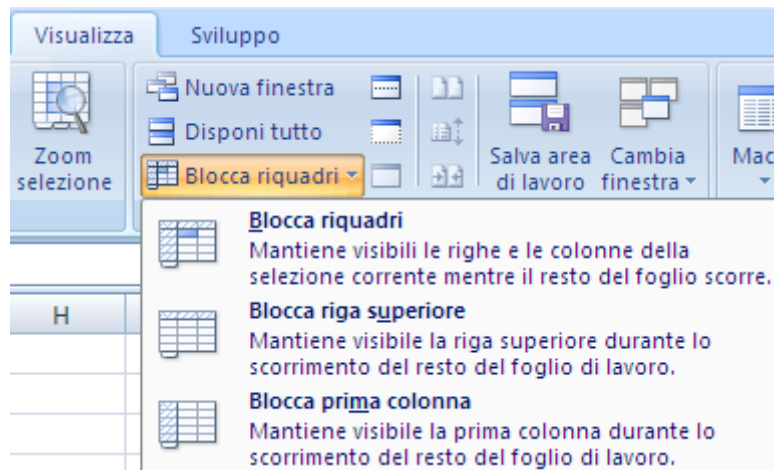 Visualizza Sviluppo
Nuova finestra
Disponi tutto
Blocca riquadri
Zoom
selezione
Salva area
di lavoro
Cambia
finestra
Blocca riquadri
Mantiene visibili le righe e le colonne della
selezione corrente mentre il resto del foglio scorre.
H
Blocca riga superiore
Mantiene visibile la riga superiore durante lo
scorrimento del resto del foglio di lavoro.
Blocca prima colonna
Mantiene visibile la prima colonna durante lo
scorrimento del resto del foglio di lavoro.